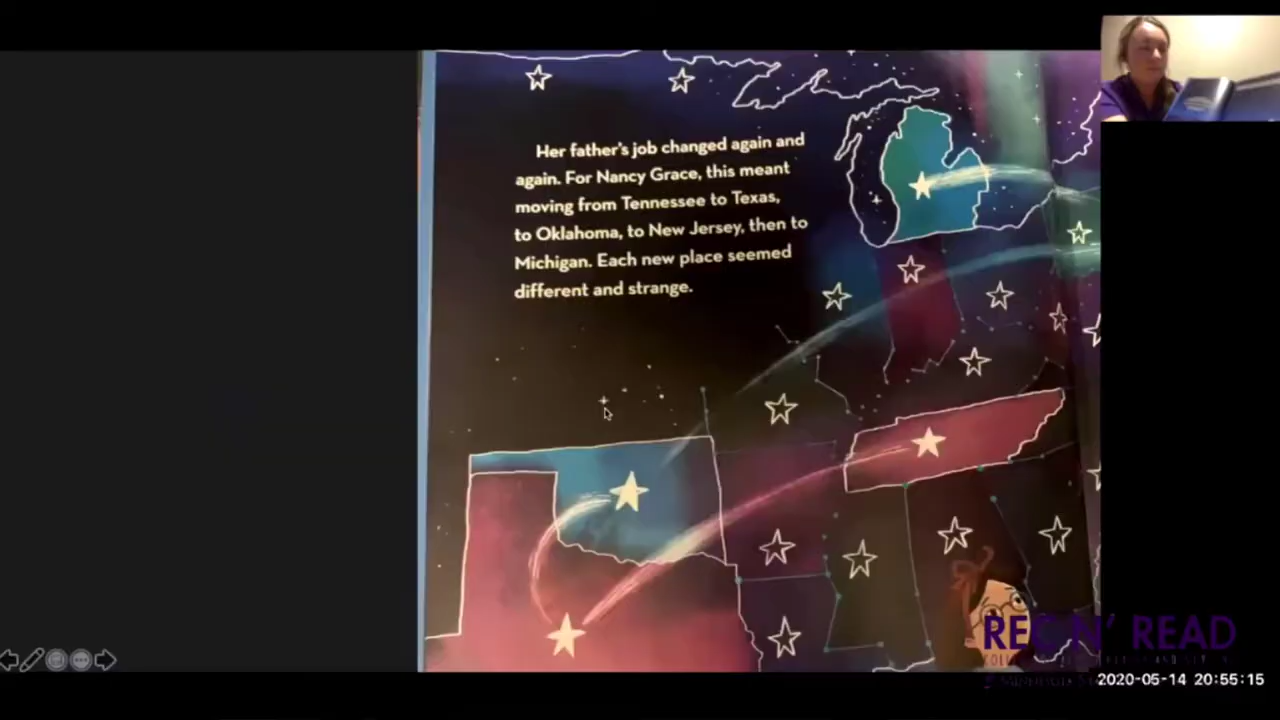 Her father's job changed again and
again. For Nancy Grace, this meant
moving from Tennessee to Texas,
to Oklahoma, to New Jersey, then to
Michigan. Each new place seemed
different and strange.
REC N' READ
2020-05-14 20:55:15